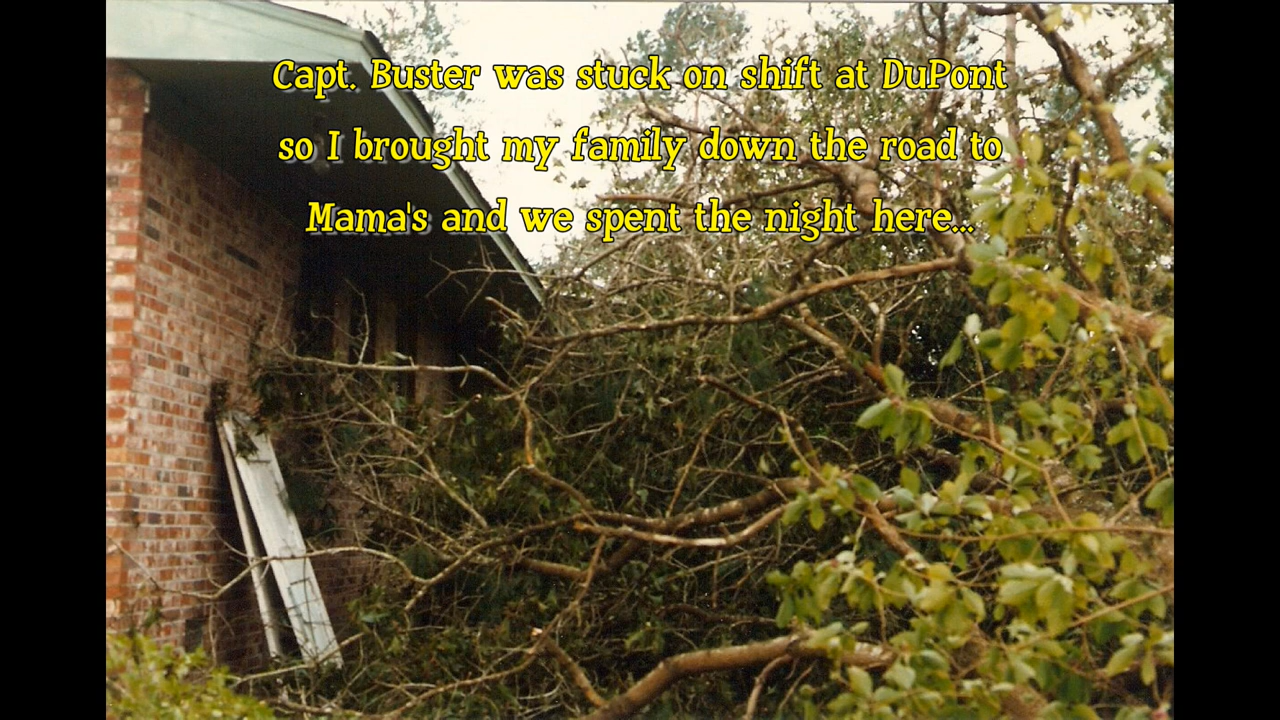 Capt. Buster was stuck on shift at DuPont
so I brought my family down the road to
Mama's and we spent the night here...